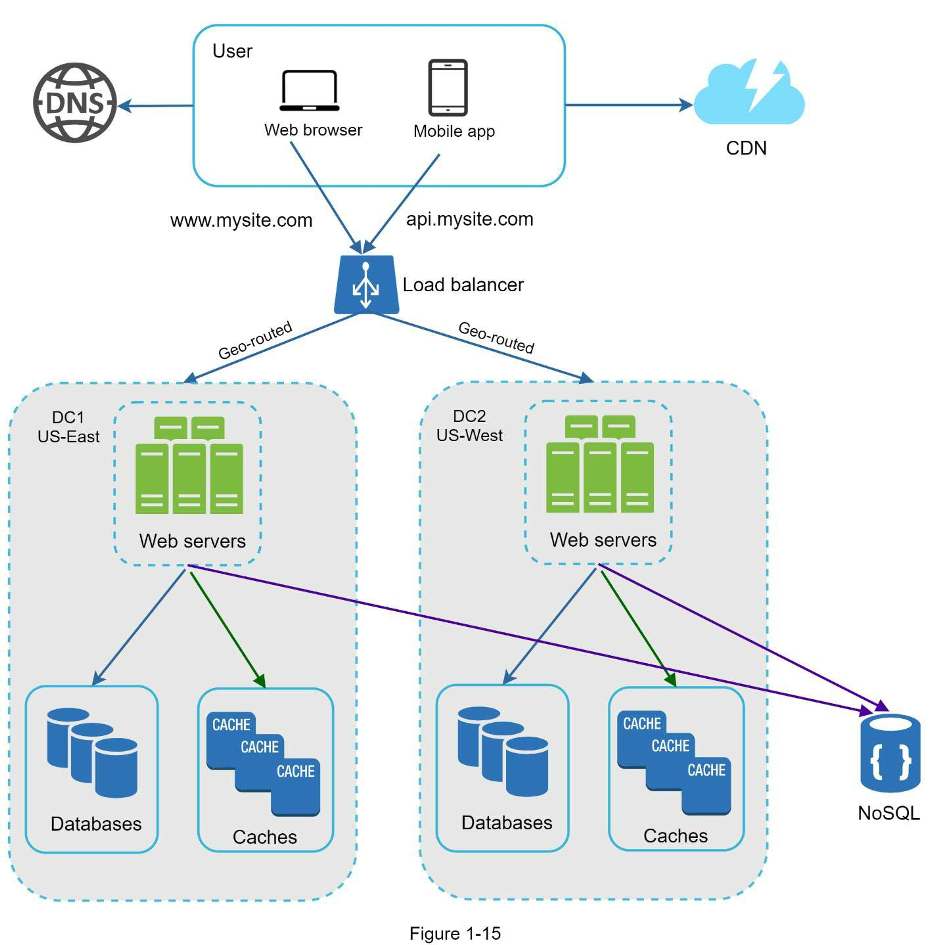 User
DNS
Web browser
Mobile app
CDN
www.mysite.com
api.mysite.com
Load balancer
Geo-routed
Geo-routed
DC1
US-East
Web servers
DC2
US-West
Web servers
Databases
CACHE
CACHE
CACHE
Caches
Databases
CACHE
CACHE
CACHE
Caches
{ }
NoSQL
Figure 1-15